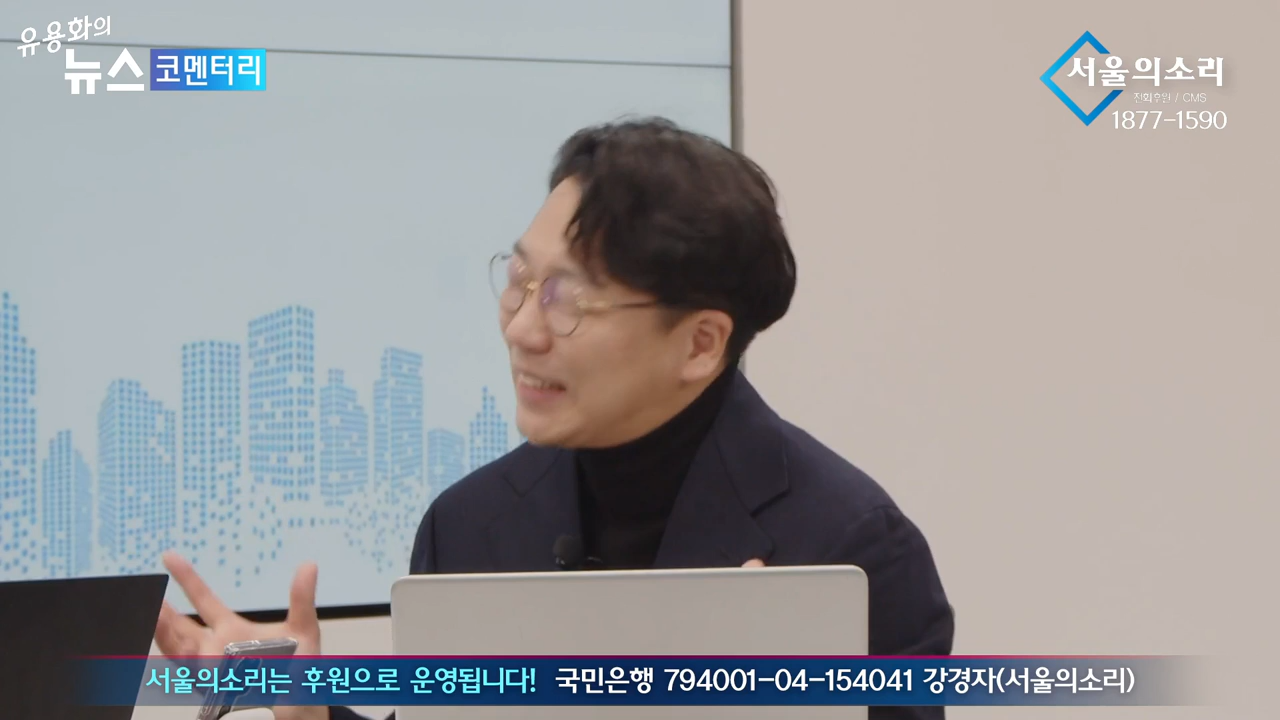 유용화의
뉴스 코멘터리
서울의소리
전화후원 / CMS
1877-1590
서울의소리는 후원으로 운영됩니다! 국민은행 794001-04-154041 강경자(서울의소리)